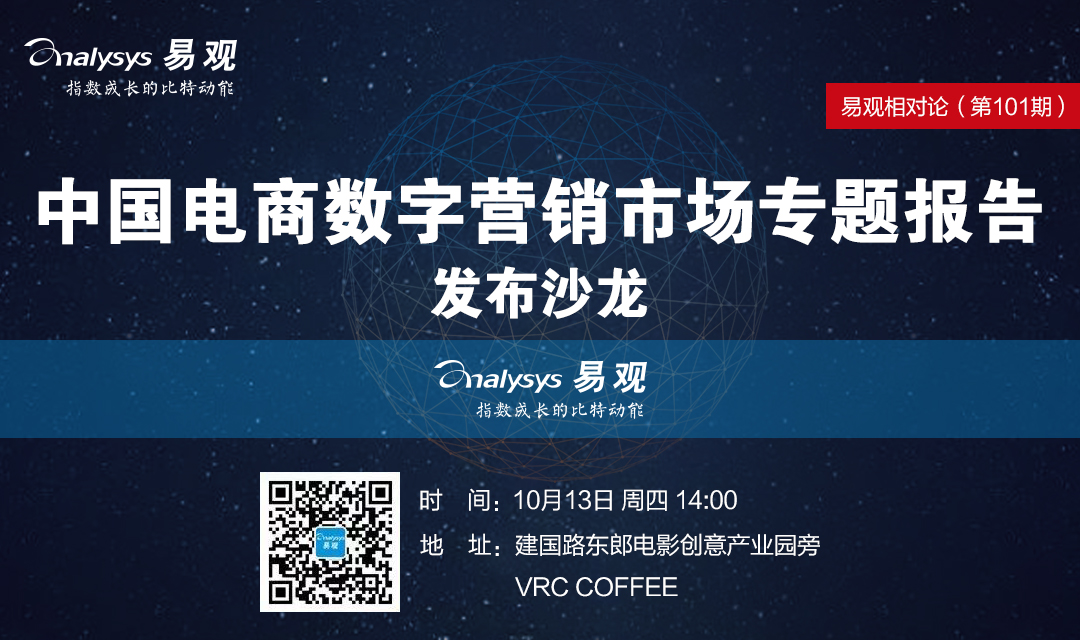 analysys 易观
指数成长的比特动能
易观相对论（第101期）
中国电商数字营销市场专题报告
发布沙龙
analysys 易观
指数成长的比特动能
时 间：10月13日 周四 14:00
地 址：建国路东郎电影创意产业园旁
VRC COFFEE
analysys
易观